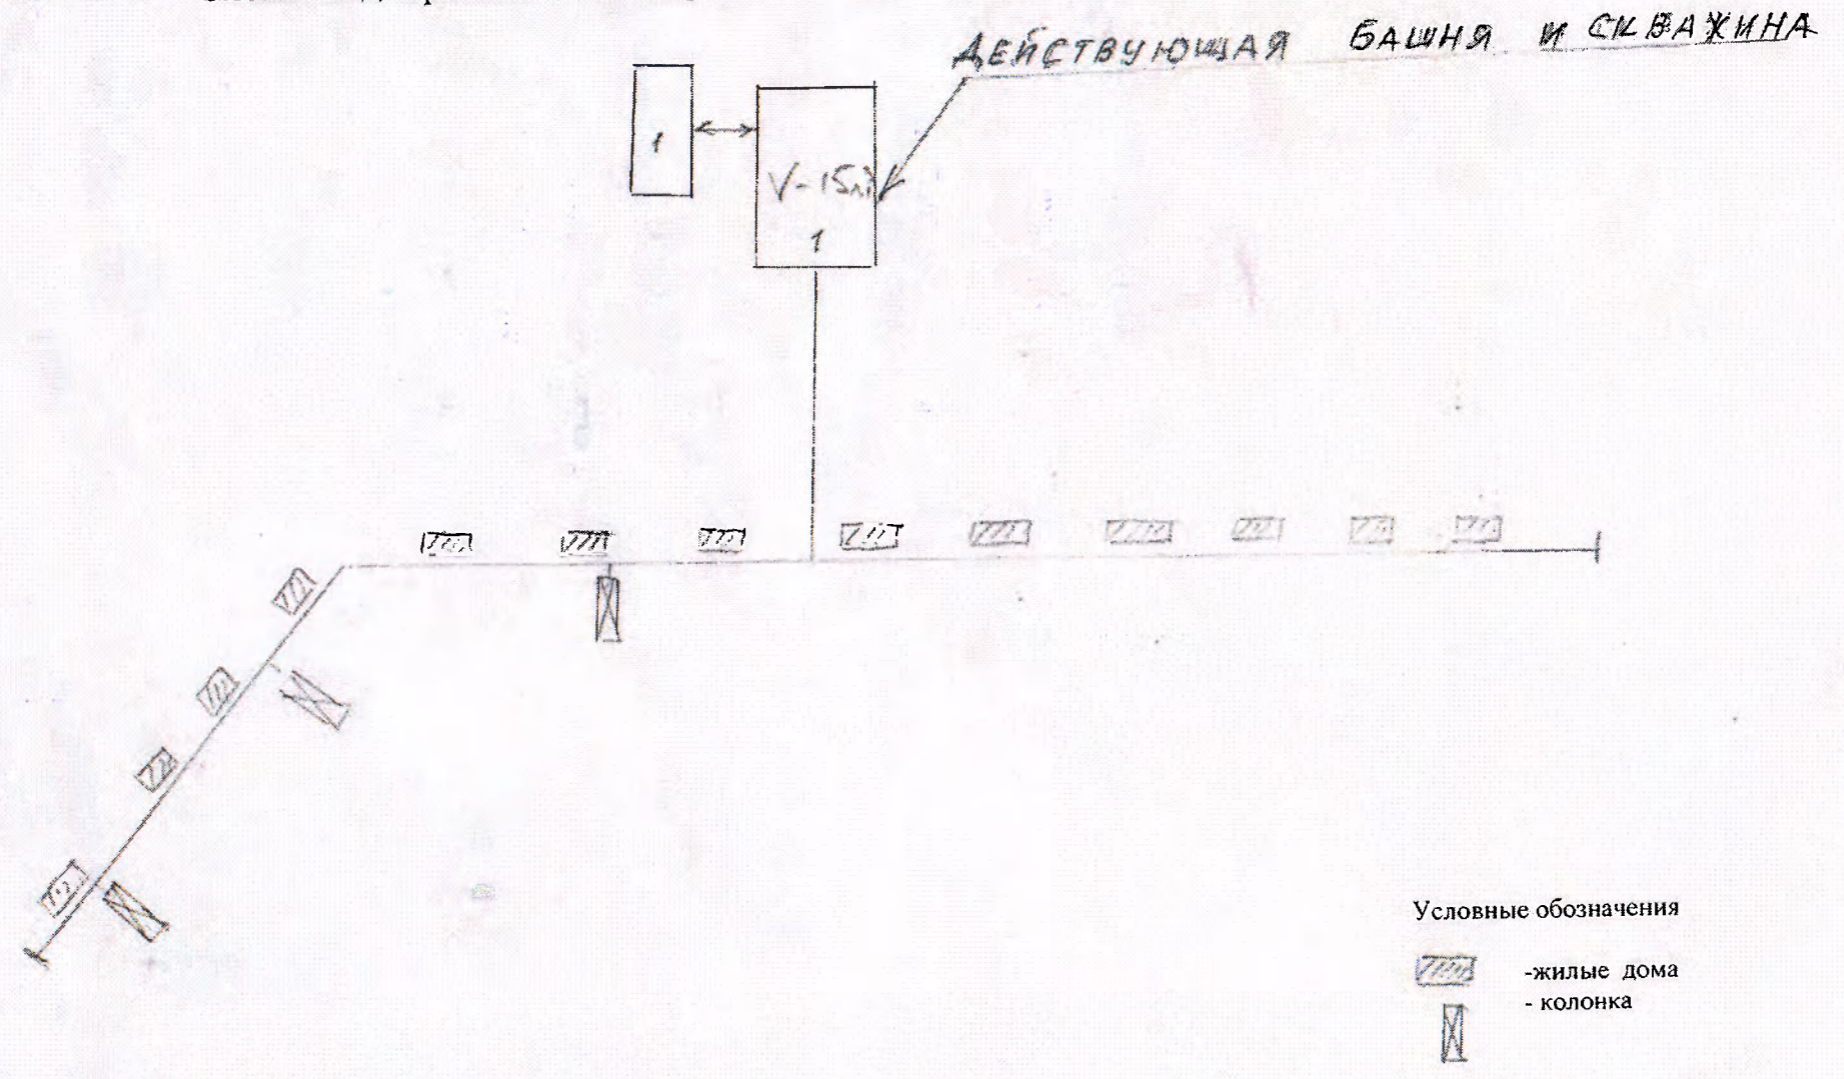 ДЕЙСТВУЮЩАЯ БАШНЯ И СКВАЖИНА
1
V-15м³
1
Условные обозначения
-жилые дома
- колонка